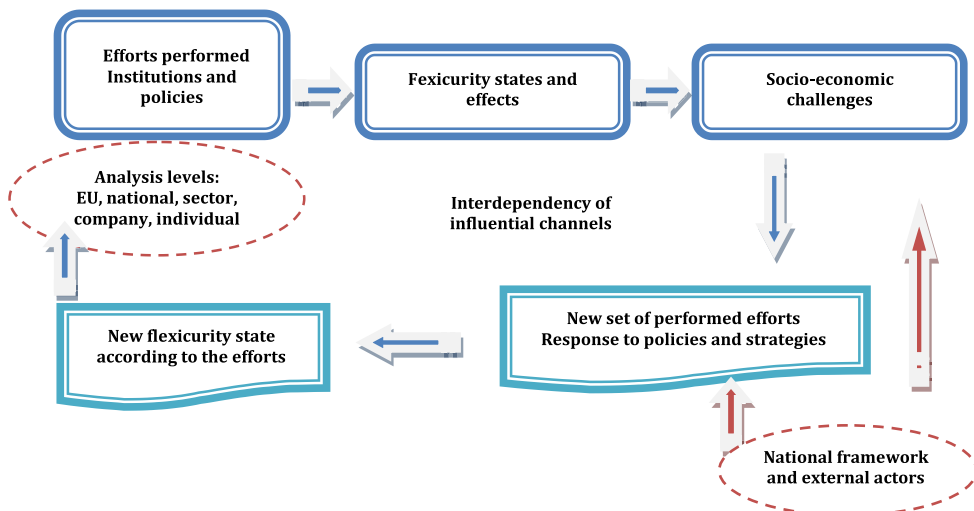 Efforts performed
Institutions and
policies
Fexicurity states and
effects
Socio-economic
challenges
Analysis levels:
EU, national, sector,
company, individual
Interdependency of
influential channels
New flexicurity state
according to the efforts
New set of performed efforts
Response to policies and strategies
National framework
and external actors